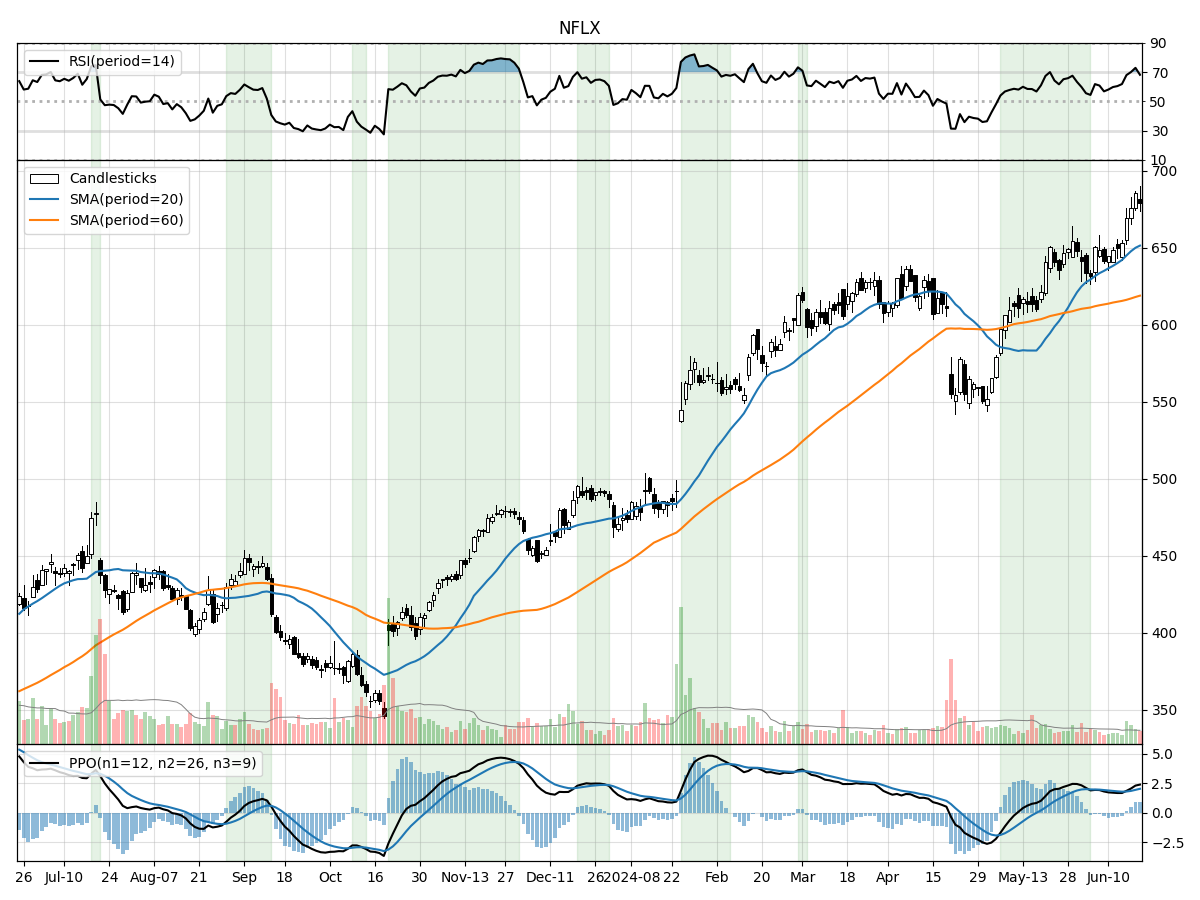 NFLX
RSI(period=14)
90
70
50
30
10
Candlesticks
SMA(period=20)
SMA(period=60)
700
650
600
550
500
450
400
350
PPO(n1=12, n2=26, n3=9)
5.0
2.5
0.0
−2.5
26 Jul-10 24 Aug-07 21 Sep 18 Oct 16 30 Nov-13 27 Dec-11 26 2024-08 22 Feb 20 Mar 18 Apr 15 29 May-13 28 Jun-10